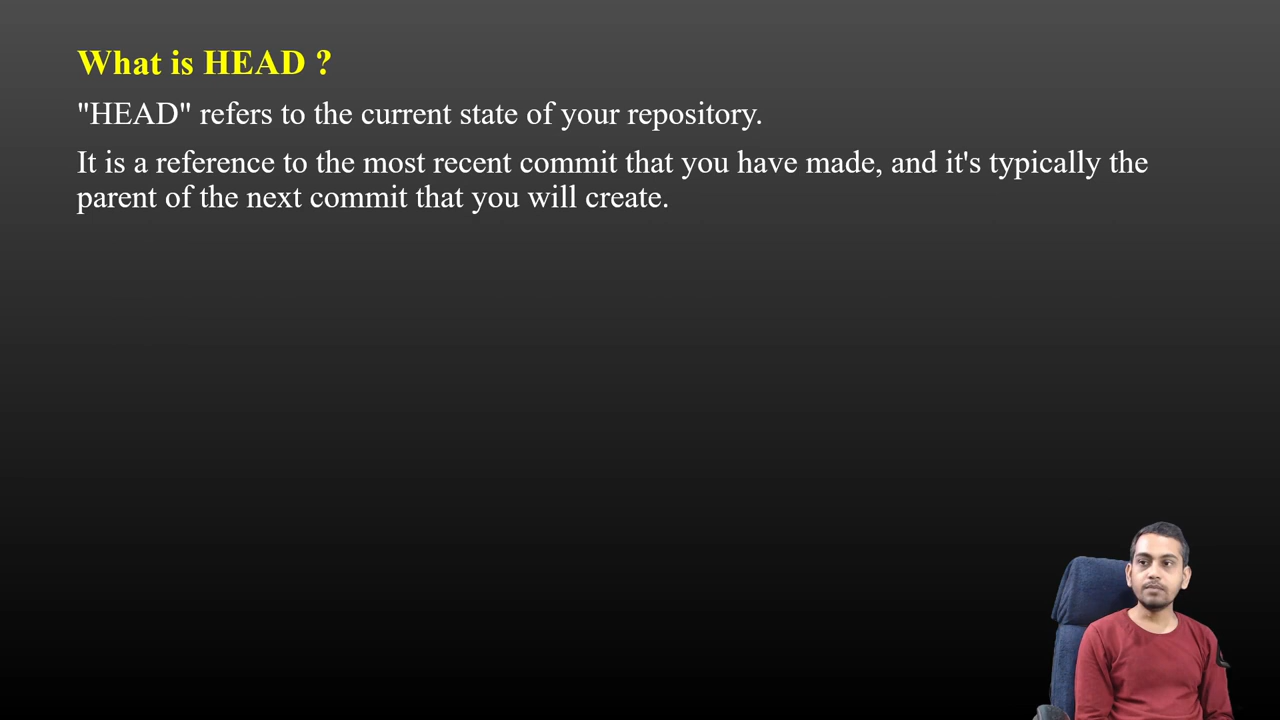 What is HEAD ?
"HEAD" refers to the current state of your repository.
It is a reference to the most recent commit that you have made, and it's typically the
parent of the next commit that you will create.